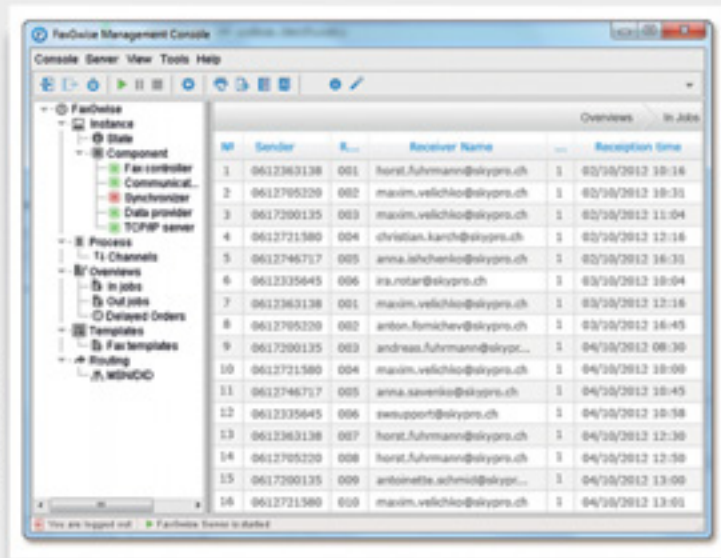 FaxOwise Management Console
Console Server View Tools Help
FaxOwise
Instance
State
Component
Fax controller
Communicat...
Synchronizer
Data provider
TCP/IP server
Process
Channels
Overviews
In jobs
Out jobs
Delayed Orders
Templates
Fax templates
Routing
MSN/DID
Overviews In Jobs
№ Sender R... Receiver Name ... Reception time
1 0612363138 001 horst.fuhrmann@skypro.ch 1 02/10/2012 10:16
2 0612705220 002 maxim.velichko@skypro.ch 1 02/10/2012 10:31
3 0617200135 003 maxim.velichko@skypro.ch 1 02/10/2012 11:04
4 0612721580 004 christian.karch@skypro.ch 1 02/10/2012 12:16
5 0612746717 005 anna.ishchenko@skypro.ch 1 02/10/2012 16:31
6 0612335645 006 ira.rotar@skypro.ch 1 03/10/2012 10:04
7 0612363138 001 maxim.velichko@skypro.ch 1 03/10/2012 12:16
8 0612705220 002 anton.fomichev@skypro.ch 1 03/10/2012 16:45
9 0617200135 003 andreas.fuhrmann@skypr... 1 04/10/2012 08:30
10 0612721580 004 maxim.velichko@skypro.ch 1 04/10/2012 10:00
11 0612746717 005 anna.savenko@skypro.ch 1 04/10/2012 10:45
12 0612335645 006 swsupport@skypro.ch 1 04/10/2012 10:58
13 0612363138 007 horst.fuhrmann@skypro.ch 1 04/10/2012 12:30
14 0612705220 008 horst.fuhrmann@skypro.ch 1 04/10/2012 12:50
15 0617200135 009 antoinette.schmid@skypr... 1 04/10/2012 13:00
16 0612721580 010 maxim.velichko@skypro.ch 1 04/10/2012 13:01
You are logged out FaxOwise Server is started